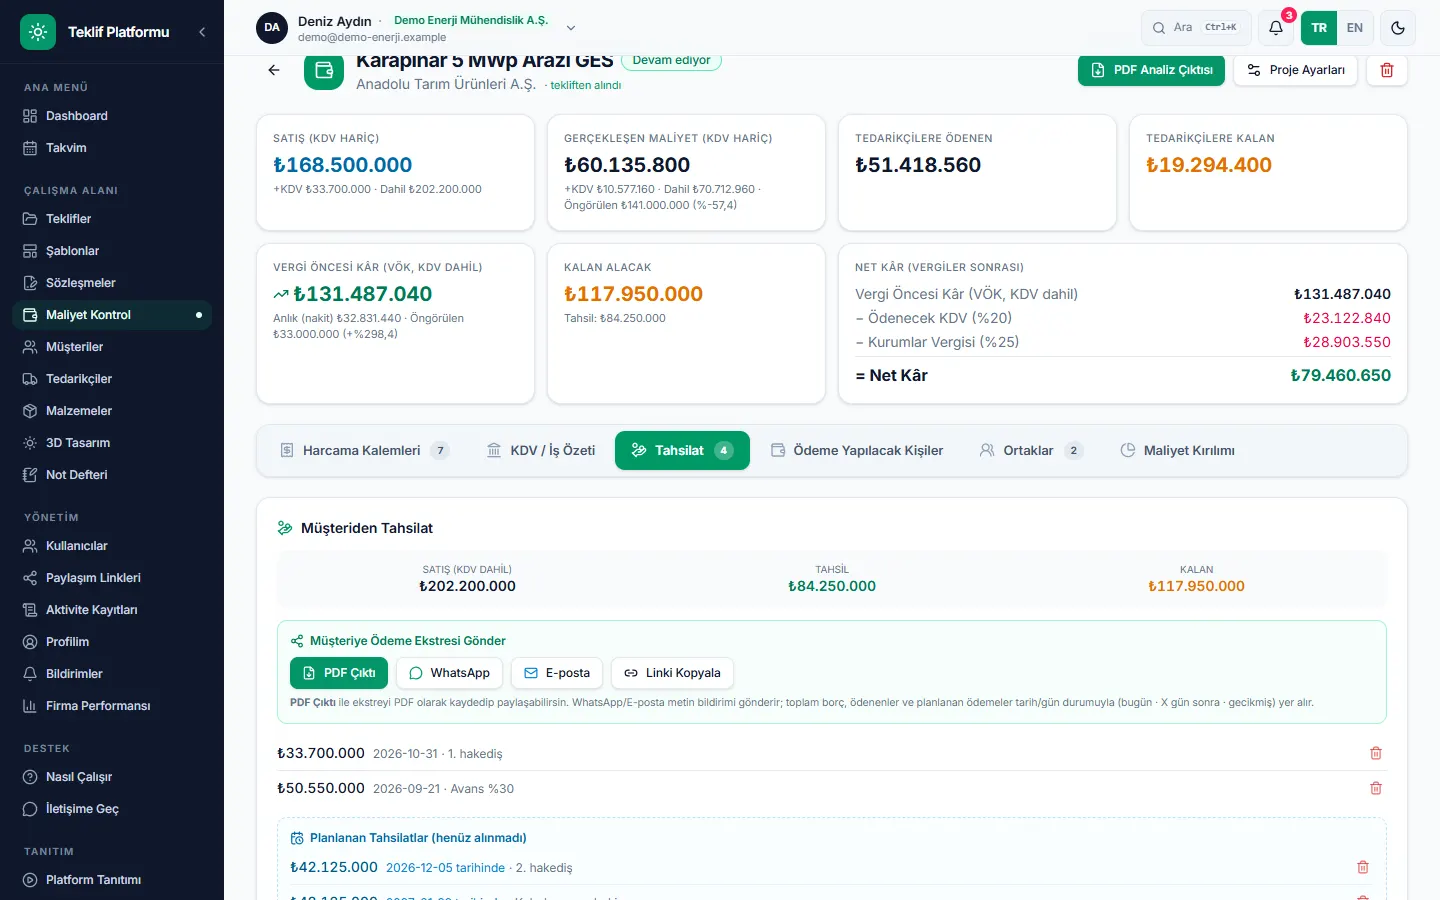 Teklif Platformu
ANA MENÜ
Dashboard
Takvim
ÇALIŞMA ALANI
Teklifler
Şablonlar
Sözleşmeler
Maliyet Kontrol
Müşteriler
Tedarikçiler
Malzemeler
3D Tasarım
Not Defteri
YÖNETİM
Kullanıcılar
Paylaşım Linkleri
Aktivite Kayıtları
Profilim
Bildirimler
Firma Performansı
DESTEK
Nasıl Çalışır
İletişime Geç
TANITIM
Platform Tanıtımı
DA
Deniz Aydın · Demo Enerji Mühendislik A.Ş.
demo@demo-enerji.example
Ara Ctrl+K
3
TR EN
Karapınar 5 MWp Arazi GES Devam ediyor
Anadolu Tarım Ürünleri A.Ş. · tekliften alındı
PDF Analiz Çıktısı
Proje Ayarları
SATIŞ (KDV HARİÇ)
₺168.500.000
+KDV ₺33.700.000 · Dahil ₺202.200.000
GERÇEKLEŞEN MALİYET (KDV HARİÇ)
₺60.135.800
+KDV ₺10.577.160 · Dahil ₺70.712.960 ·
Öngörülen ₺141.000.000 (%-57,4)
TEDARİKÇİLERE ÖDENEN
₺51.418.560
TEDARİKÇİLERE KALAN
₺19.294.400
VERGİ ÖNCESİ KÂR (VÖK, KDV DAHİL)
₺131.487.040
Anlık (nakit) ₺32.831.440 · Öngörülen
₺33.000.000 (+%298,4)
KALAN ALACAK
₺117.950.000
Tahsil: ₺84.250.000
NET KÂR (VERGİLER SONRASI)
Vergi Öncesi Kâr (VÖK, KDV dahil) ₺131.487.040
− Ödenecek KDV (%20) ₺23.122.840
− Kurumlar Vergisi (%25) ₺28.903.550
= Net Kâr ₺79.460.650
Harcama Kalemleri 7
KDV / İş Özeti
Tahsilat 4
Ödeme Yapılacak Kişiler
Ortaklar 2
Maliyet Kırılımı
Müşteriden Tahsilat
SATIŞ (KDV DAHİL)
₺202.200.000
TAHSİL
₺84.250.000
KALAN
₺117.950.000
Müşteriye Ödeme Ekstresi Gönder
PDF Çıktı
WhatsApp
E-posta
Linki Kopyala
PDF Çıktı ile ekstreyi PDF olarak kaydedip paylaşabilirsin. WhatsApp/E-posta metin bildirimi gönderir; toplam borç, ödenenler ve planlanan ödemeler tarih/gün durumuyla (bugün · X gün sonra · gecikmiş) yer alır.
₺33.700.000 2026-10-31 · 1. hakediş
₺50.550.000 2026-09-21 · Avans %30
Planlanan Tahsilatlar (henüz alınmadı)
₺42.125.000 2026-12-05 tarihinde · 2. hakediş